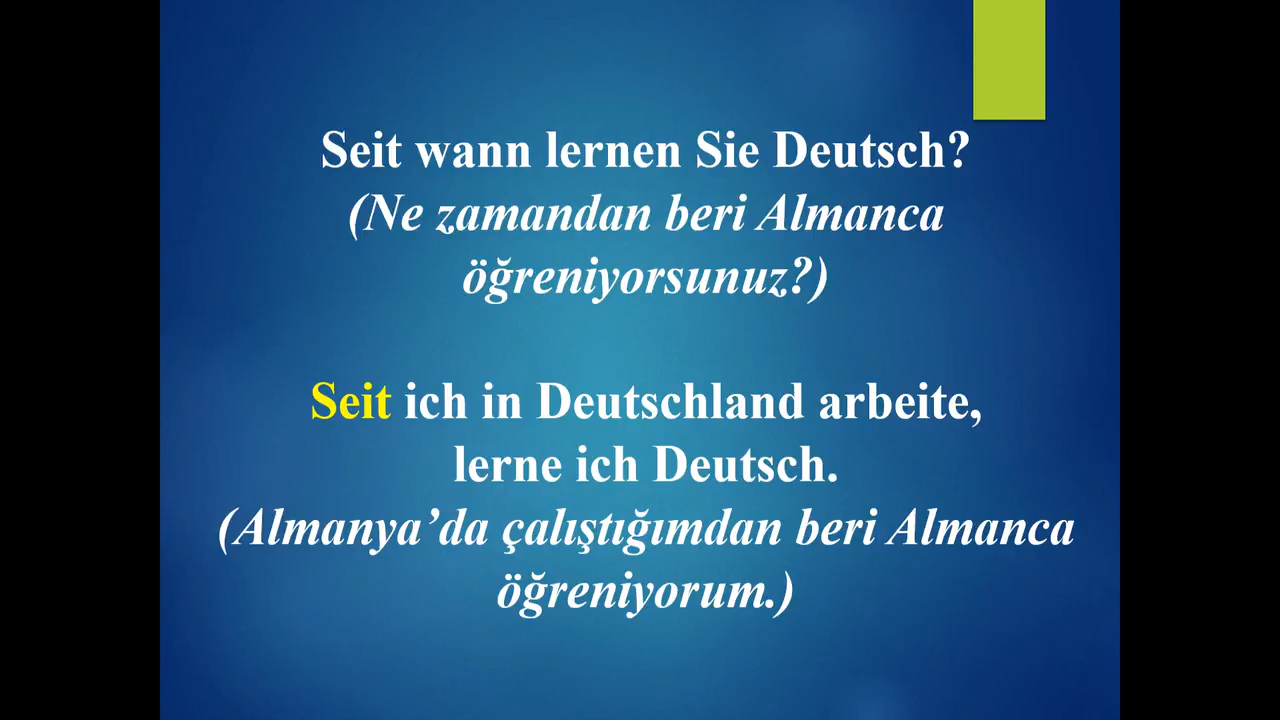 Seit wann lernen Sie Deutsch?
(Ne zamandan beri Almanca
öğreniyorsunuz?)
Seit ich in Deutschland arbeite,
lerne ich Deutsch.
(Almanya’da çalıştığımdan beri Almanca
öğreniyorum.)